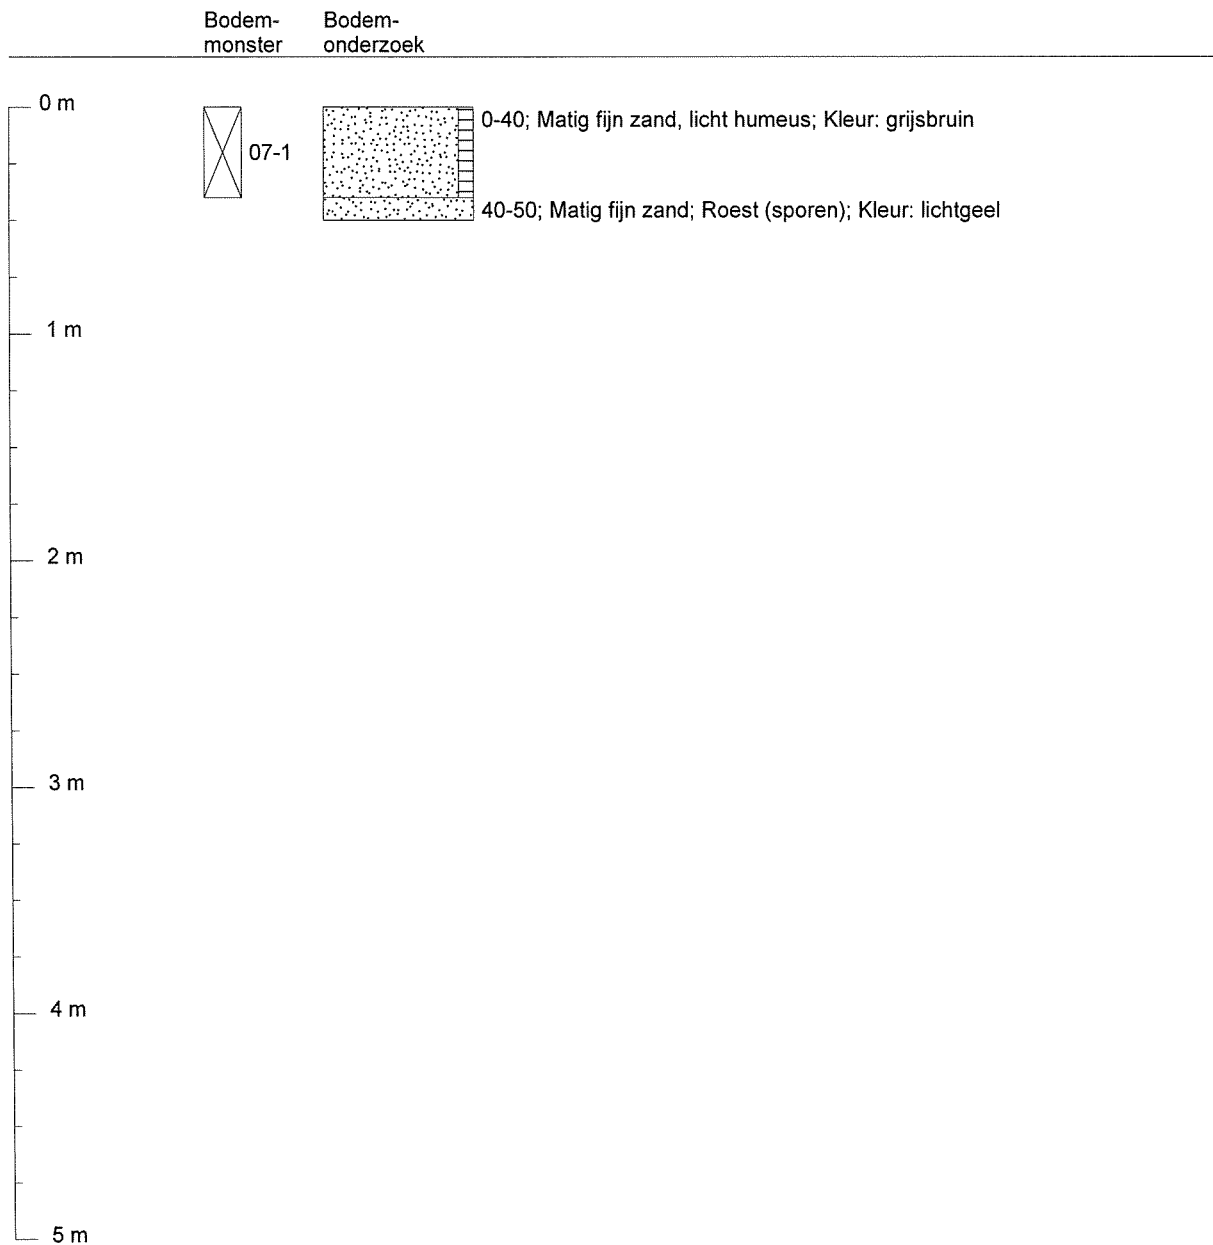 Bodem-
monster
Bodem-
onderzoek
0 m
07-1
0-40; Matig fijn zand, licht humeus; Kleur: grijsbruin
40-50; Matig fijn zand; Roest (sporen); Kleur: lichtgeel
1 m
2 m
3 m
4 m
5 m